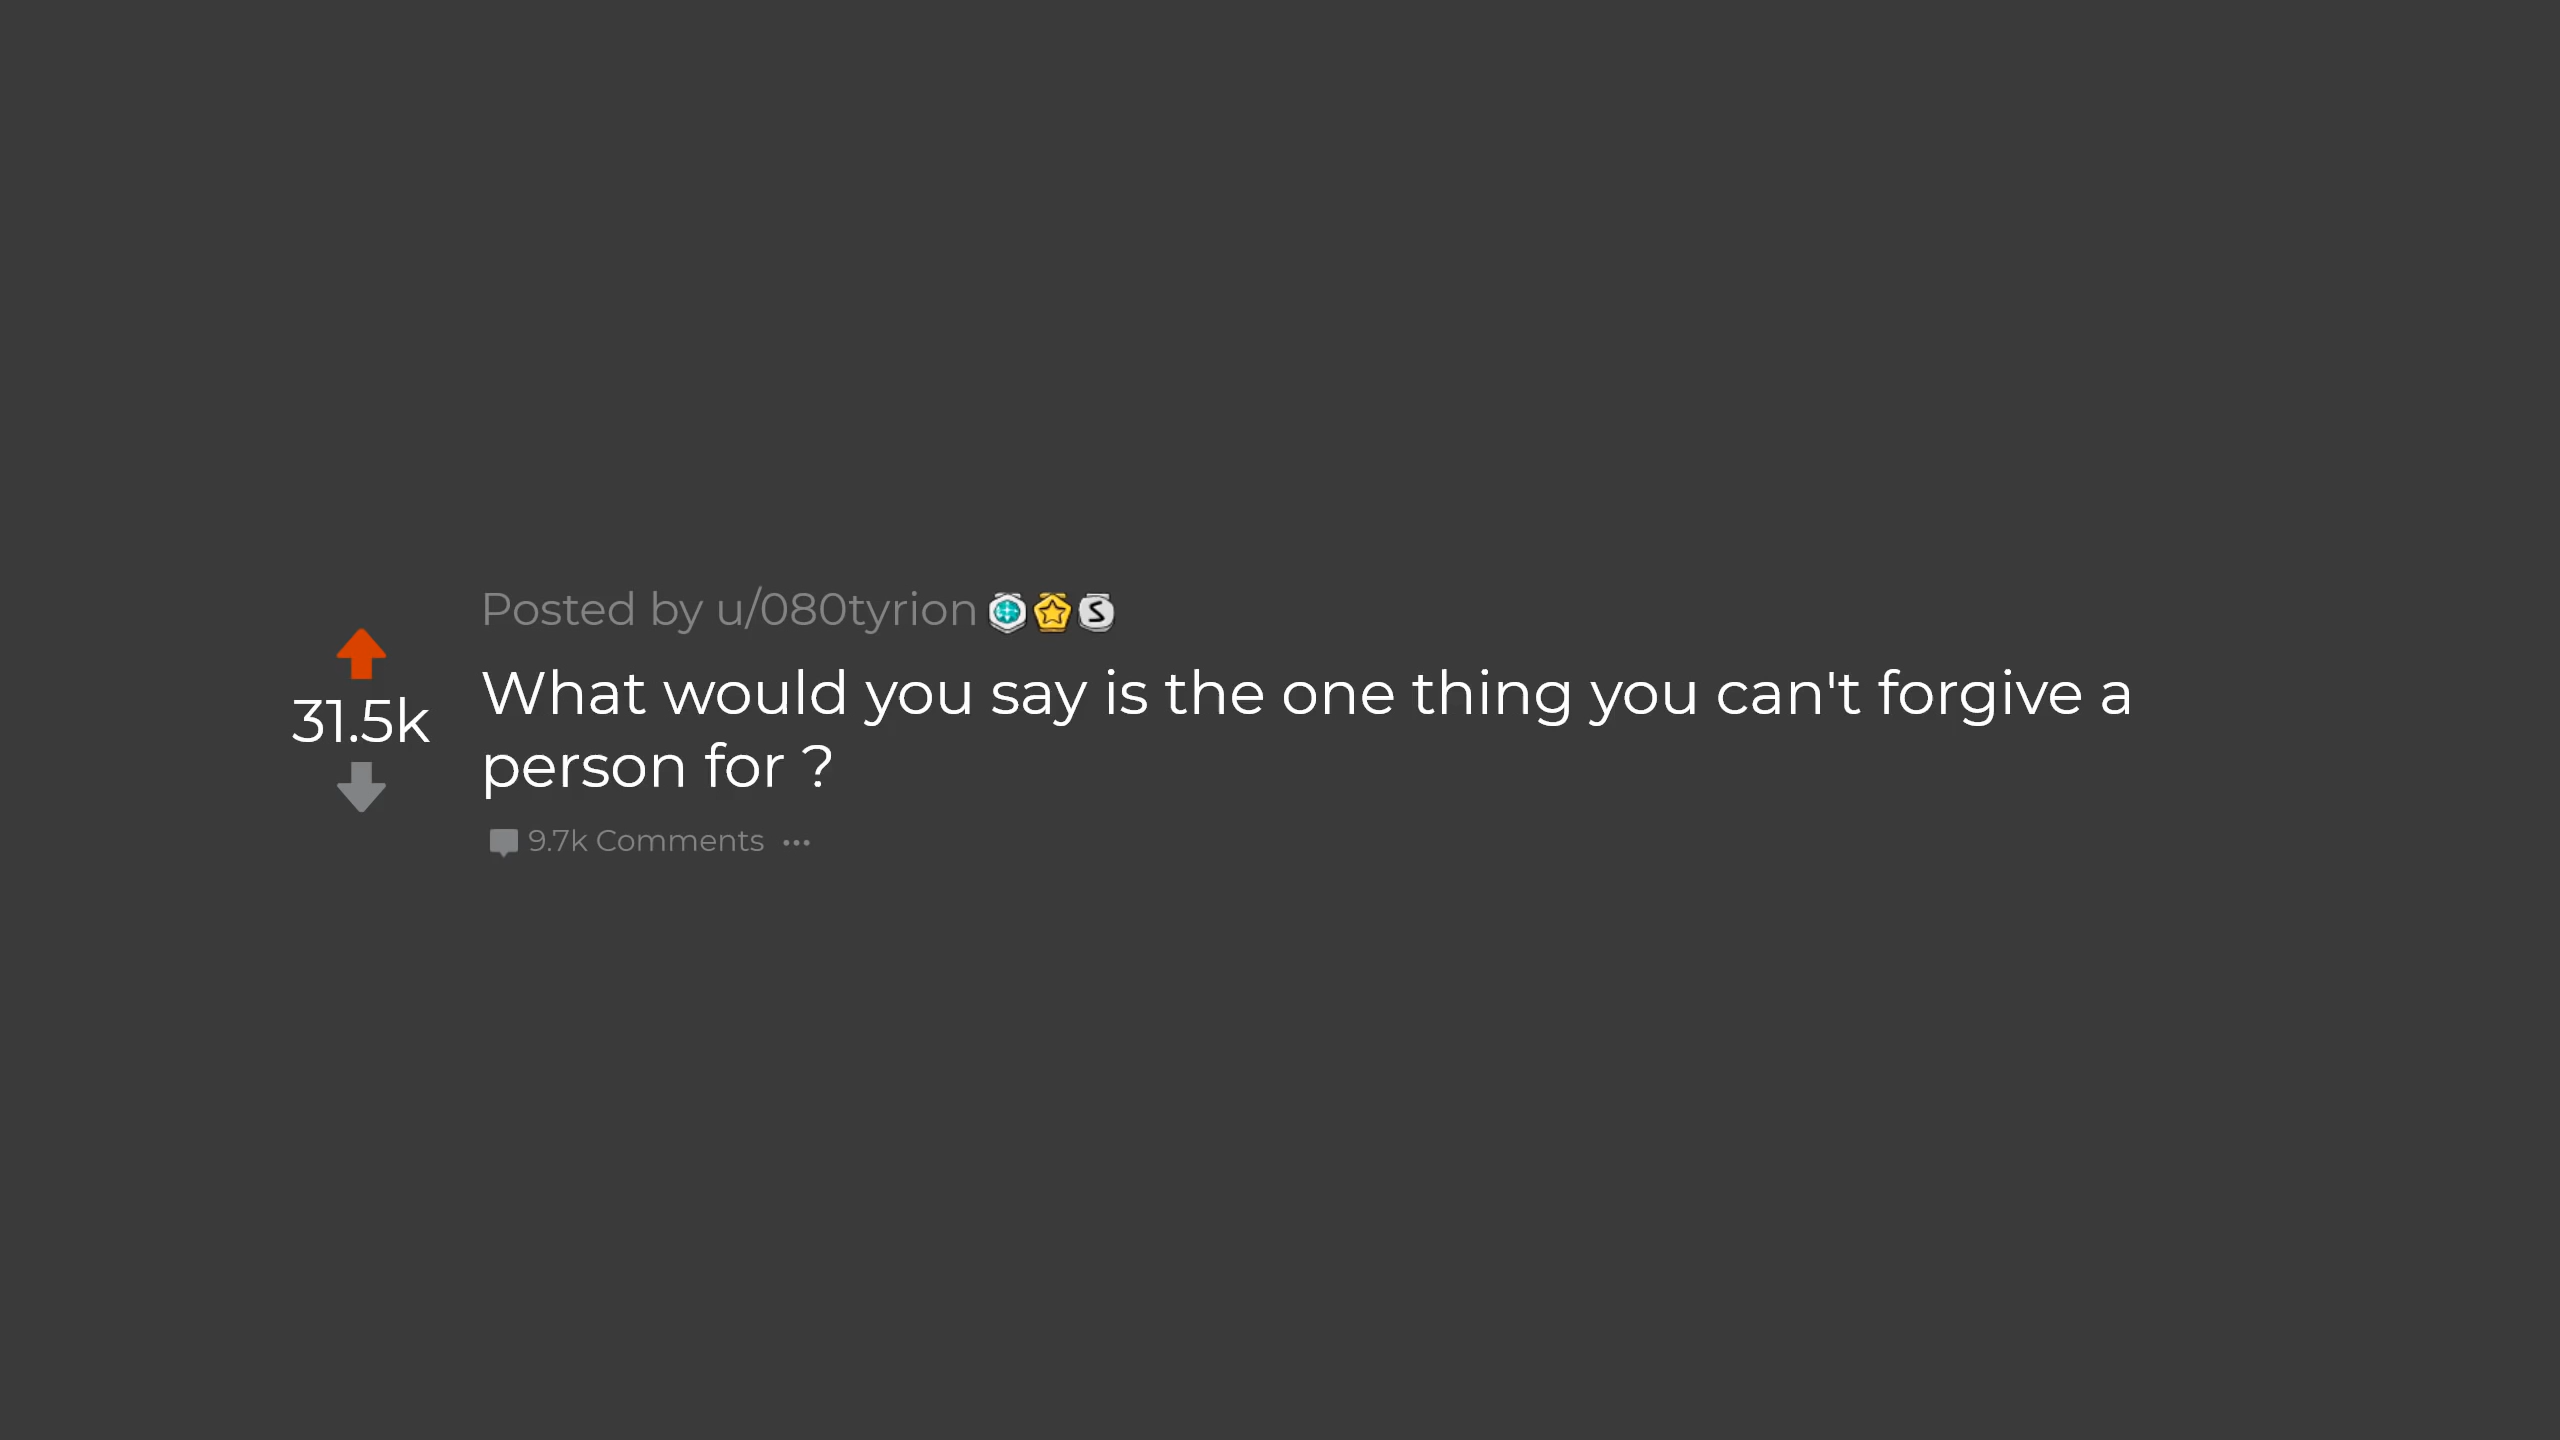 Posted by u/080tyrion
31.5k
What would you say is the one thing you can't forgive a
person for ?
9.7k Comments